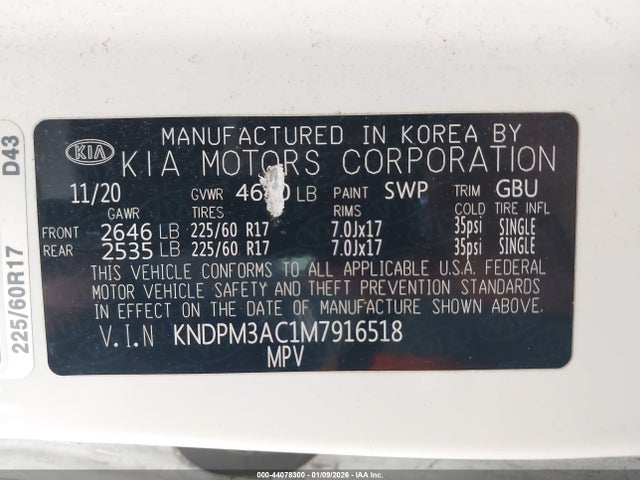 D43
225/60R17
KIA
MANUFACTURED IN KOREA BY
KIA MOTORS CORPORATION
11/20 GVWR LB PAINT SWP TRIM GBU
GAWR TIRES RIMS COLD TIRE INFL
FRONT 2646 LB 225/60 R17 7.0Jx17 35psi SINGLE
REAR 2535 LB 225/60 R17 7.0Jx17 35psi SINGLE
THIS VEHICLE CONFORMS TO ALL APPLICABLE U.S.A. FEDERAL
MOTOR VEHICLE SAFETY AND THEFT PREVENTION STANDARDS
IN EFFECT ON THE DATE OF MANUFACTURE SHOWN ABOVE.
V.I.N KNDPM3AC1M7916518
MPV
000-44078300 - 01/09/2026 - IAAI.COM